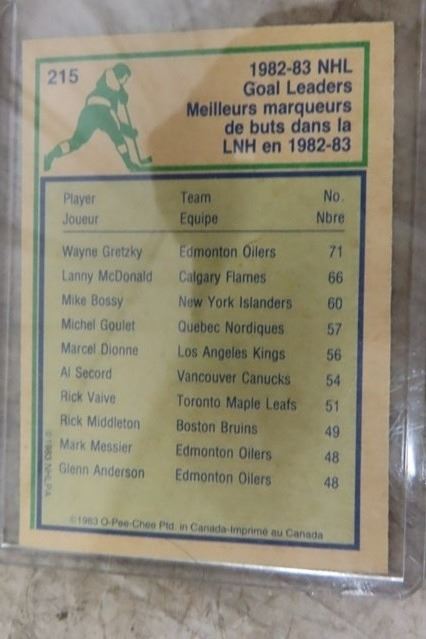 215
1982-83 NHL
Goal Leaders
Meilleurs marqueurs
de buts dans la
LNH en 1982-83
Player Team No.
Joueur Equipe Nbre
Wayne Gretzky Edmonton Oilers 71
Lanny McDonald Calgary Flames 66
Mike Bossy New York Islanders 60
Michel Goulet Quebec Nordiques 57
Marcel Dionne Los Angeles Kings 56
Al Secord Vancouver Canucks 54
Rick Vaive Toronto Maple Leafs 51
Rick Middleton Boston Bruins 49
Mark Messier Edmonton Oilers 48
Glenn Anderson Edmonton Oilers 48
©1983 NHLPA
©1983 O-Pee-Chee Ptd. in Canada-Imprimé au Canada